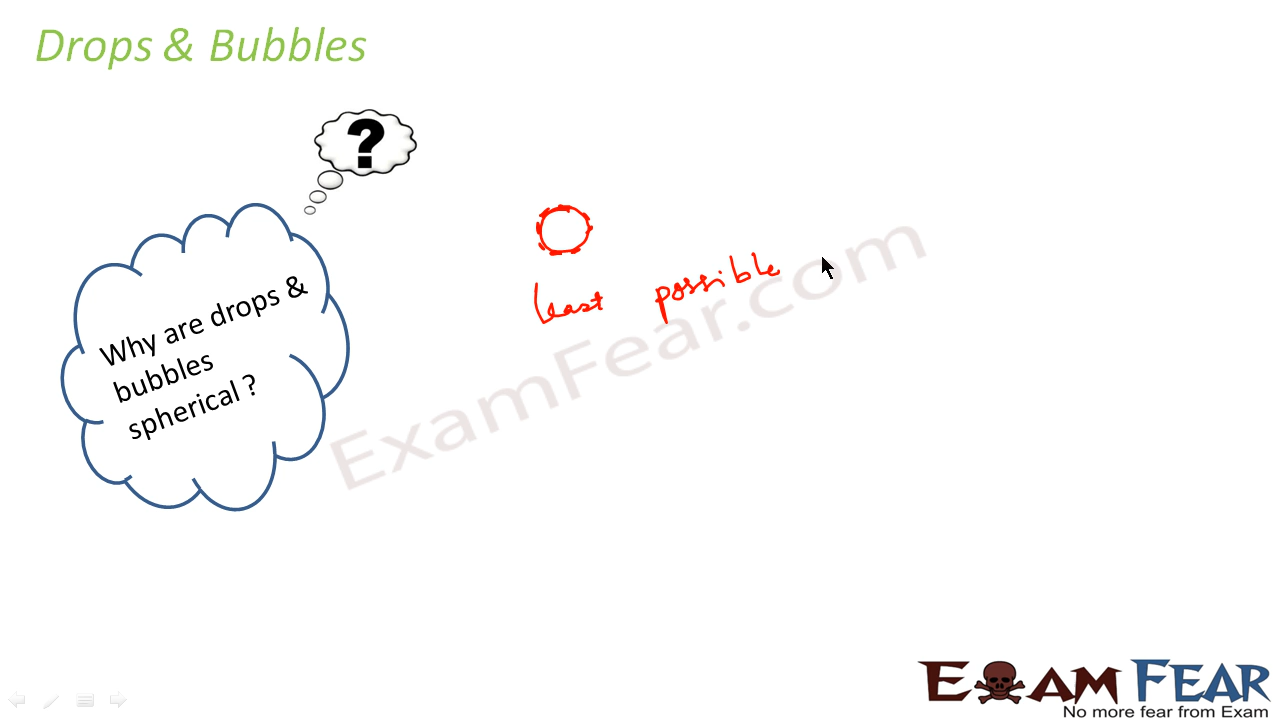 Drops & Bubbles
?
Why are drops &
bubbles
spherical ?
least possible
ExamFear.com
EXAM FEAR
No more fear from Exam